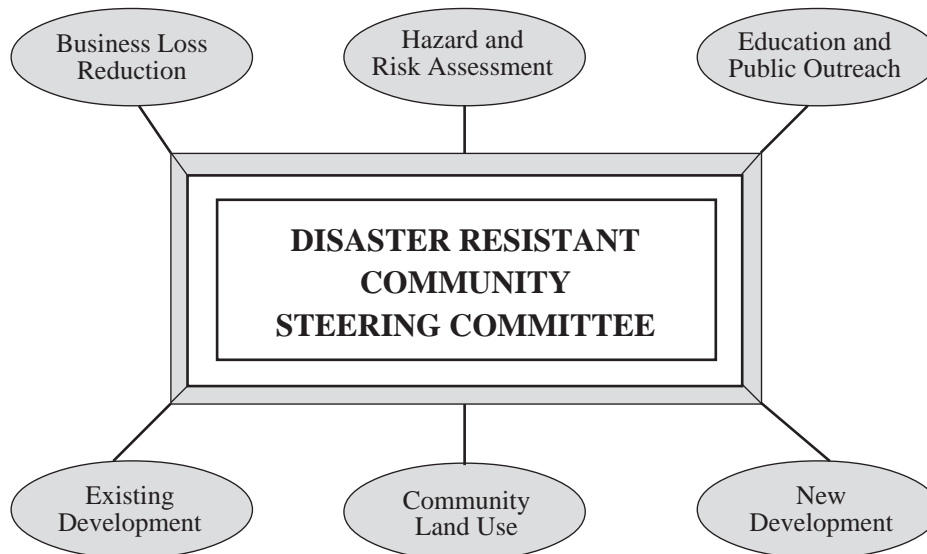 Business Loss
Reduction
Hazard and
Risk Assessment
Education and
Public Outreach
DISASTER RESISTANT
COMMUNITY
STEERING COMMITTEE
Existing
Development
Community
Land Use
New
Development